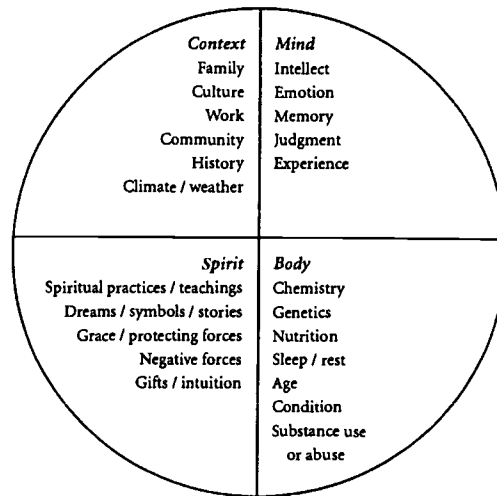 Context
Family
Culture
Work
Community
History
Climate / weather
Mind
Intellect
Emotion
Memory
Judgment
Experience
Spirit
Spiritual practices / teachings
Dreams / symbols / stories
Grace / protecting forces
Negative forces
Gifts / intuition
Body
Chemistry
Genetics
Nutrition
Sleep / rest
Age
Condition
Substance use
or abuse